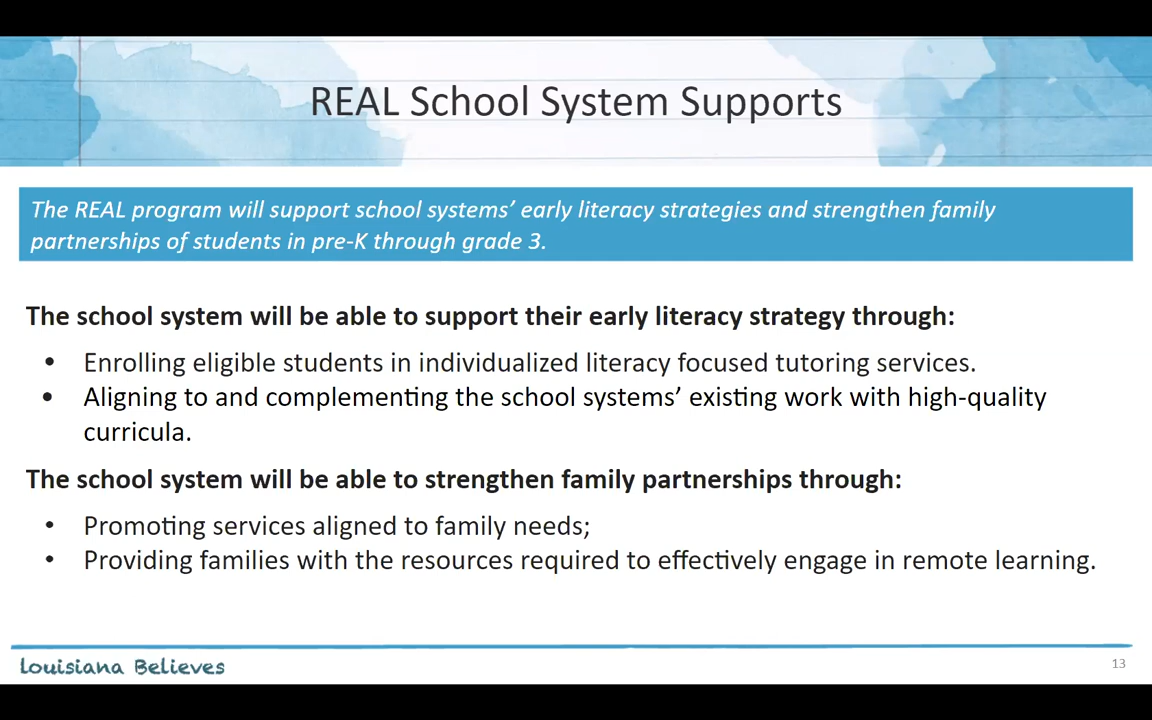 REAL School System Supports
The REAL program will support school systems’ early literacy strategies and strengthen family
partnerships of students in pre-K through grade 3.
The school system will be able to support their early literacy strategy through:
• Enrolling eligible students in individualized literacy focused tutoring services.
• Aligning to and complementing the school systems’ existing work with high-quality
curricula.
The school system will be able to strengthen family partnerships through:
• Promoting services aligned to family needs;
• Providing families with the resources required to effectively engage in remote learning.
Louisiana Believes
13